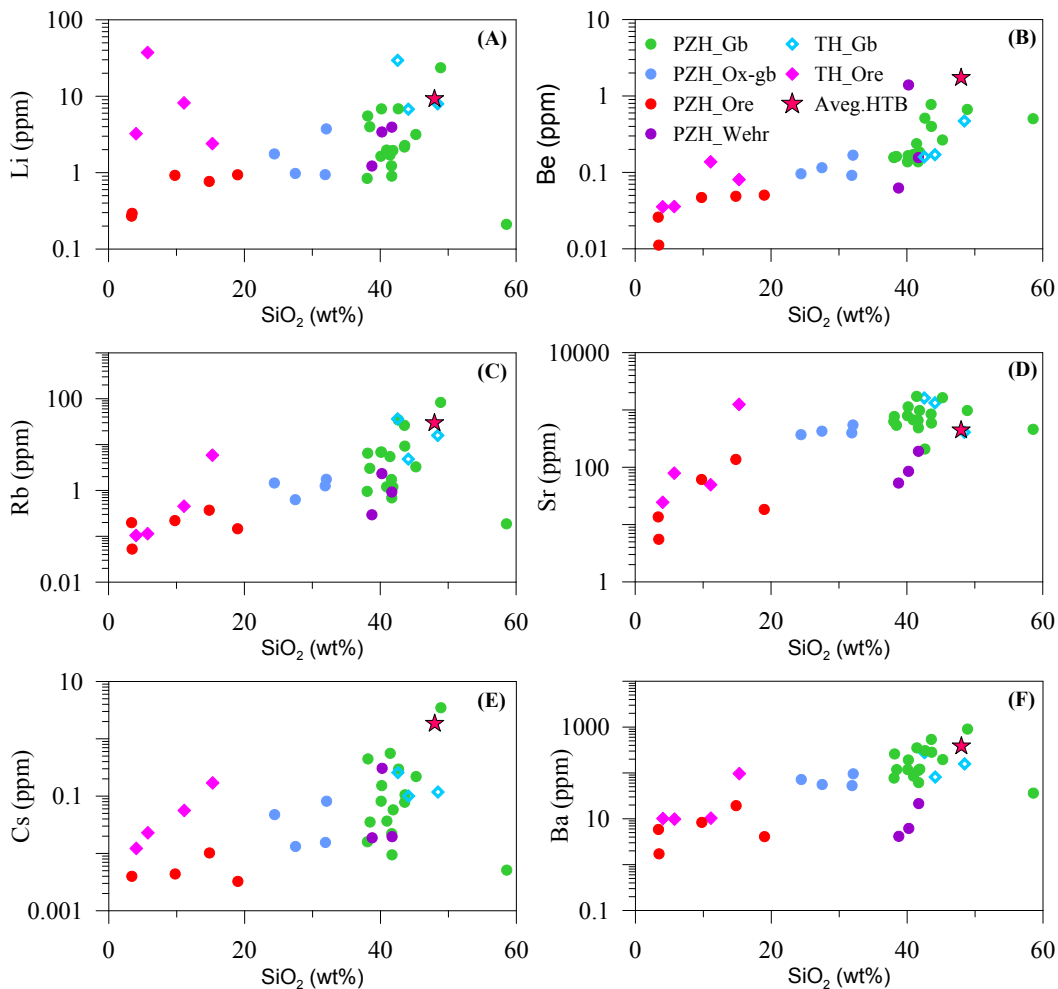 100
10
1
0.1
Li (ppm)
(A)
0
20
40
60
SiO₂ (wt%)
10
1
0.1
0.01
Be (ppm)
(B)
PZH_Gb
TH_Gb
PZH_Ox-gb
TH_Ore
PZH_Ore
Aveg.HTB
PZH_Wehr
0
20
40
60
SiO₂ (wt%)
100
1
0.01
Rb (ppm)
(C)
0
20
40
60
SiO₂ (wt%)
10000
100
1
Sr (ppm)
(D)
0
20
40
60
SiO₂ (wt%)
10
0.1
0.001
Cs (ppm)
(E)
0
20
40
60
SiO₂ (wt%)
1000
10
0.1
Ba (ppm)
(F)
0
20
40
60
SiO₂ (wt%)